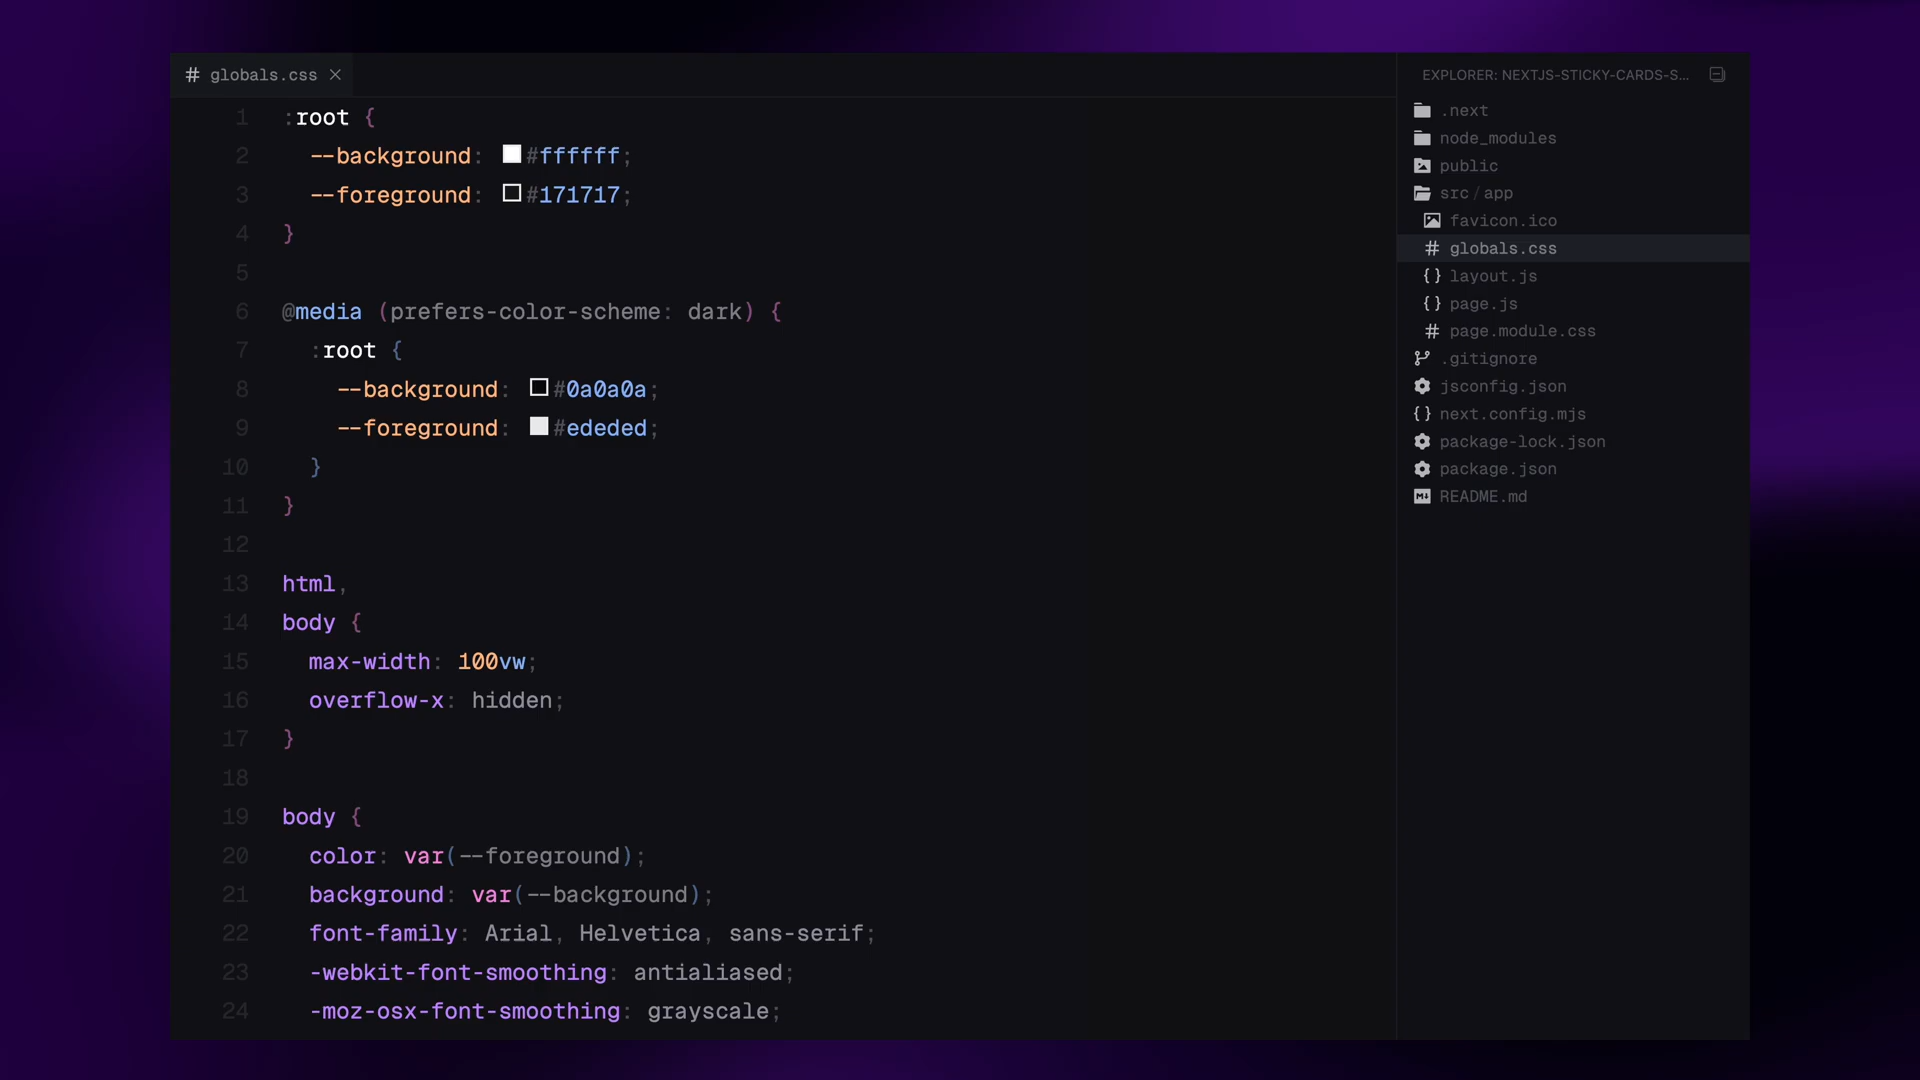 globals.css
1 :root {
2 --background: #ffffff;
3 --foreground: #171717;
4 }
5
6 @media (prefers-color-scheme: dark) {
7 :root {
8 --background: #0a0a0a;
9 --foreground: #ededed;
10 }
11 }
12
13 html,
14 body {
15 max-width: 100vw;
16 overflow-x: hidden;
17 }
18
19 body {
20 color: var(--foreground);
21 background: var(--background);
22 font-family: Arial, Helvetica, sans-serif;
23 -webkit-font-smoothing: antialiased;
24 -moz-osx-font-smoothing: grayscale;
EXPLORER: NEXTJS-STICKY-CARDS-S...
.next
node_modules
public
src / app
favicon.ico
# globals.css
{} layout.js
{} page.js
# page.module.css
.gitignore
jsconfig.json
{} next.config.mjs
package-lock.json
package.json
README.md